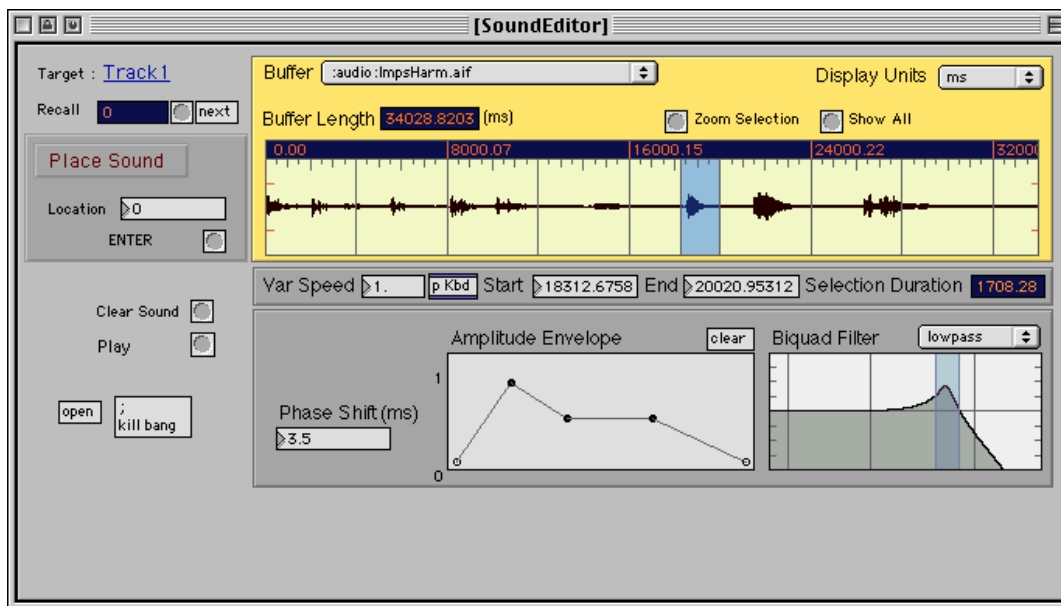 [SoundEditor]
Target : Track1
Recall 0 next
Place Sound
Location 0
ENTER
Clear Sound
Play
open
;
kill bang
Buffer :audio:ImpsHarm.aif
Display Units ms
Buffer Length 34028.8203 (ms)
Zoom Selection
Show All
0.00 8000.07 16000.15 24000.22 32000
Var Speed 1. p Kbd Start 18312.6758 End 20020.95312 Selection Duration 1708.28
Amplitude Envelope clear
Biquad Filter lowpass
1
Phase Shift (ms)
3.5
0